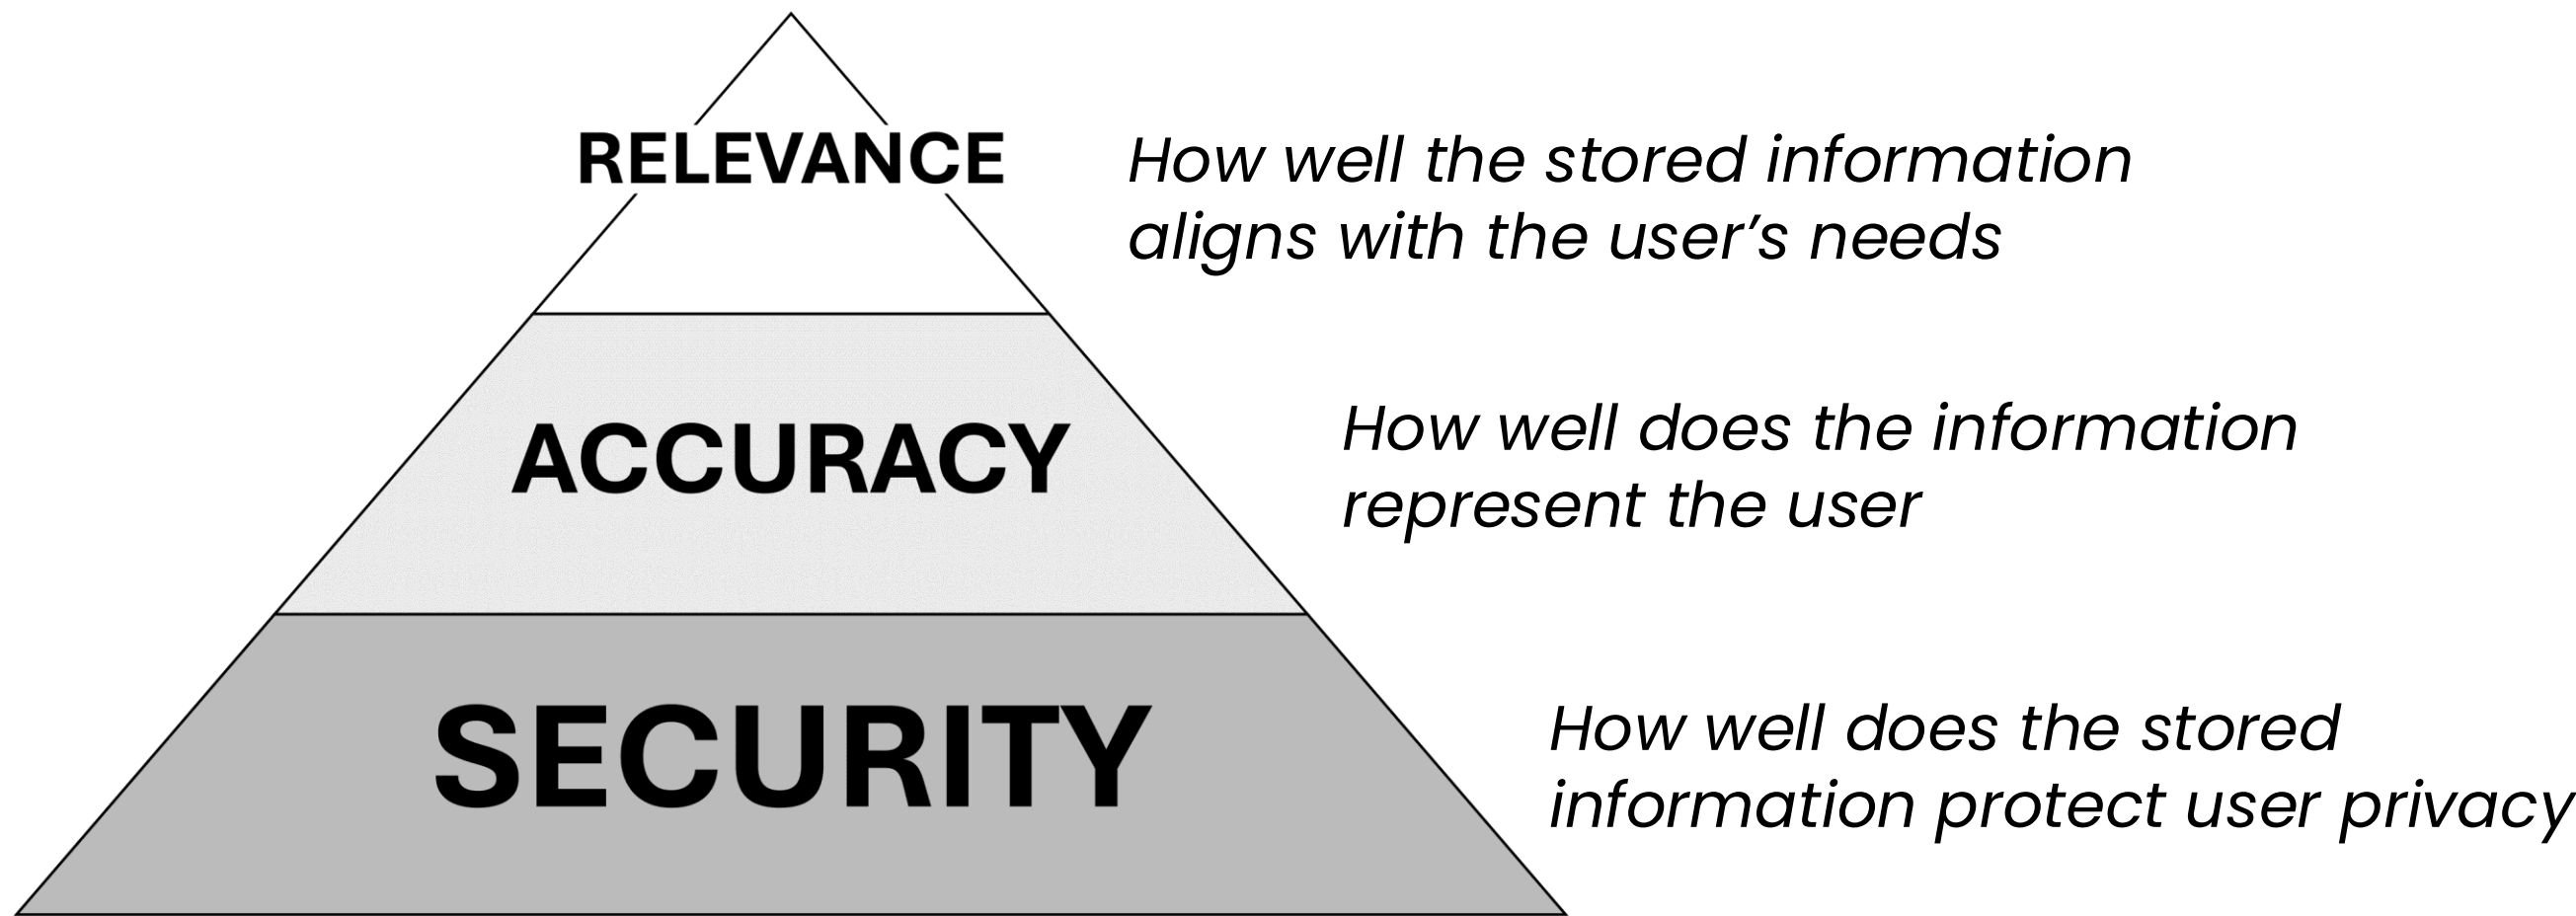 RELEVANCE
How well the stored information
aligns with the user’s needs
ACCURACY
How well does the information
represent the user
SECURITY
How well does the stored
information protect user privacy